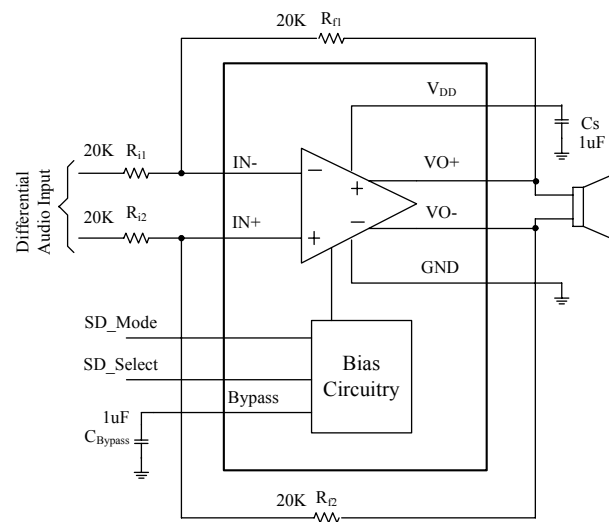 20K R_f1
V_DD
Cs
1uF
20K R_i1
IN-
−
+
VO+
Differential
Audio Input
20K R_i2
IN+
+
−
VO-
GND
SD_Mode
SD_Select
Bypass
Bias
Circuitry
1uF
C_Bypass
20K R_f2